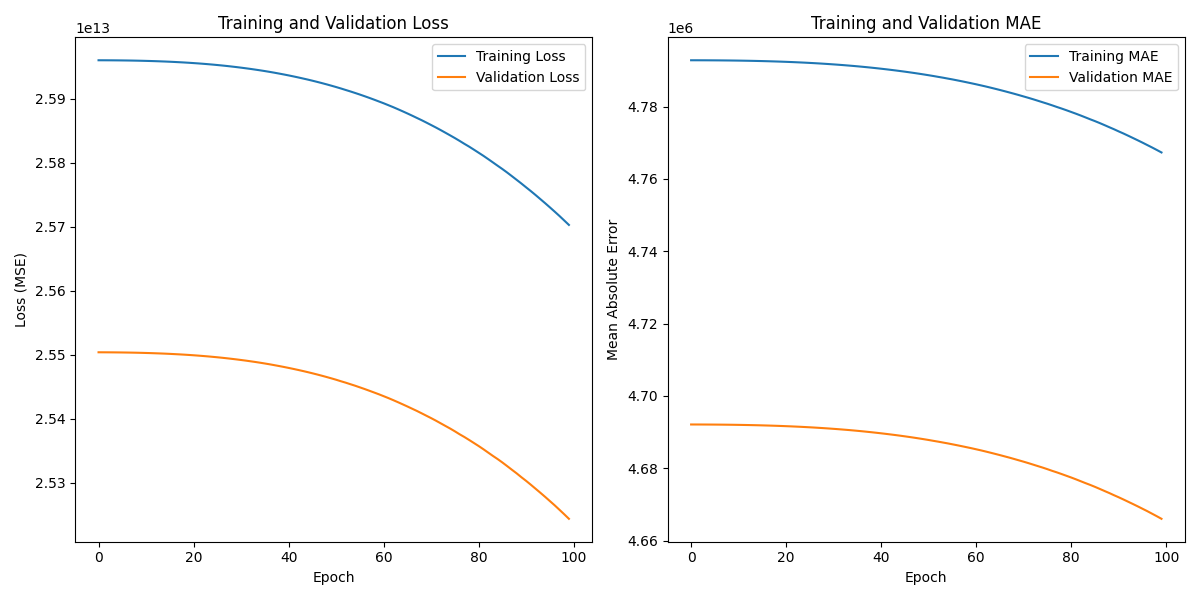 Training and Validation Loss
1e13
Training Loss
Validation Loss
2.59
2.58
2.57
2.56
2.55
2.54
2.53
Loss (MSE)
0 20 40 60 80 100
Epoch
Training and Validation MAE
1e6
Training MAE
Validation MAE
4.78
4.76
4.74
4.72
4.70
4.68
4.66
Mean Absolute Error
0 20 40 60 80 100
Epoch